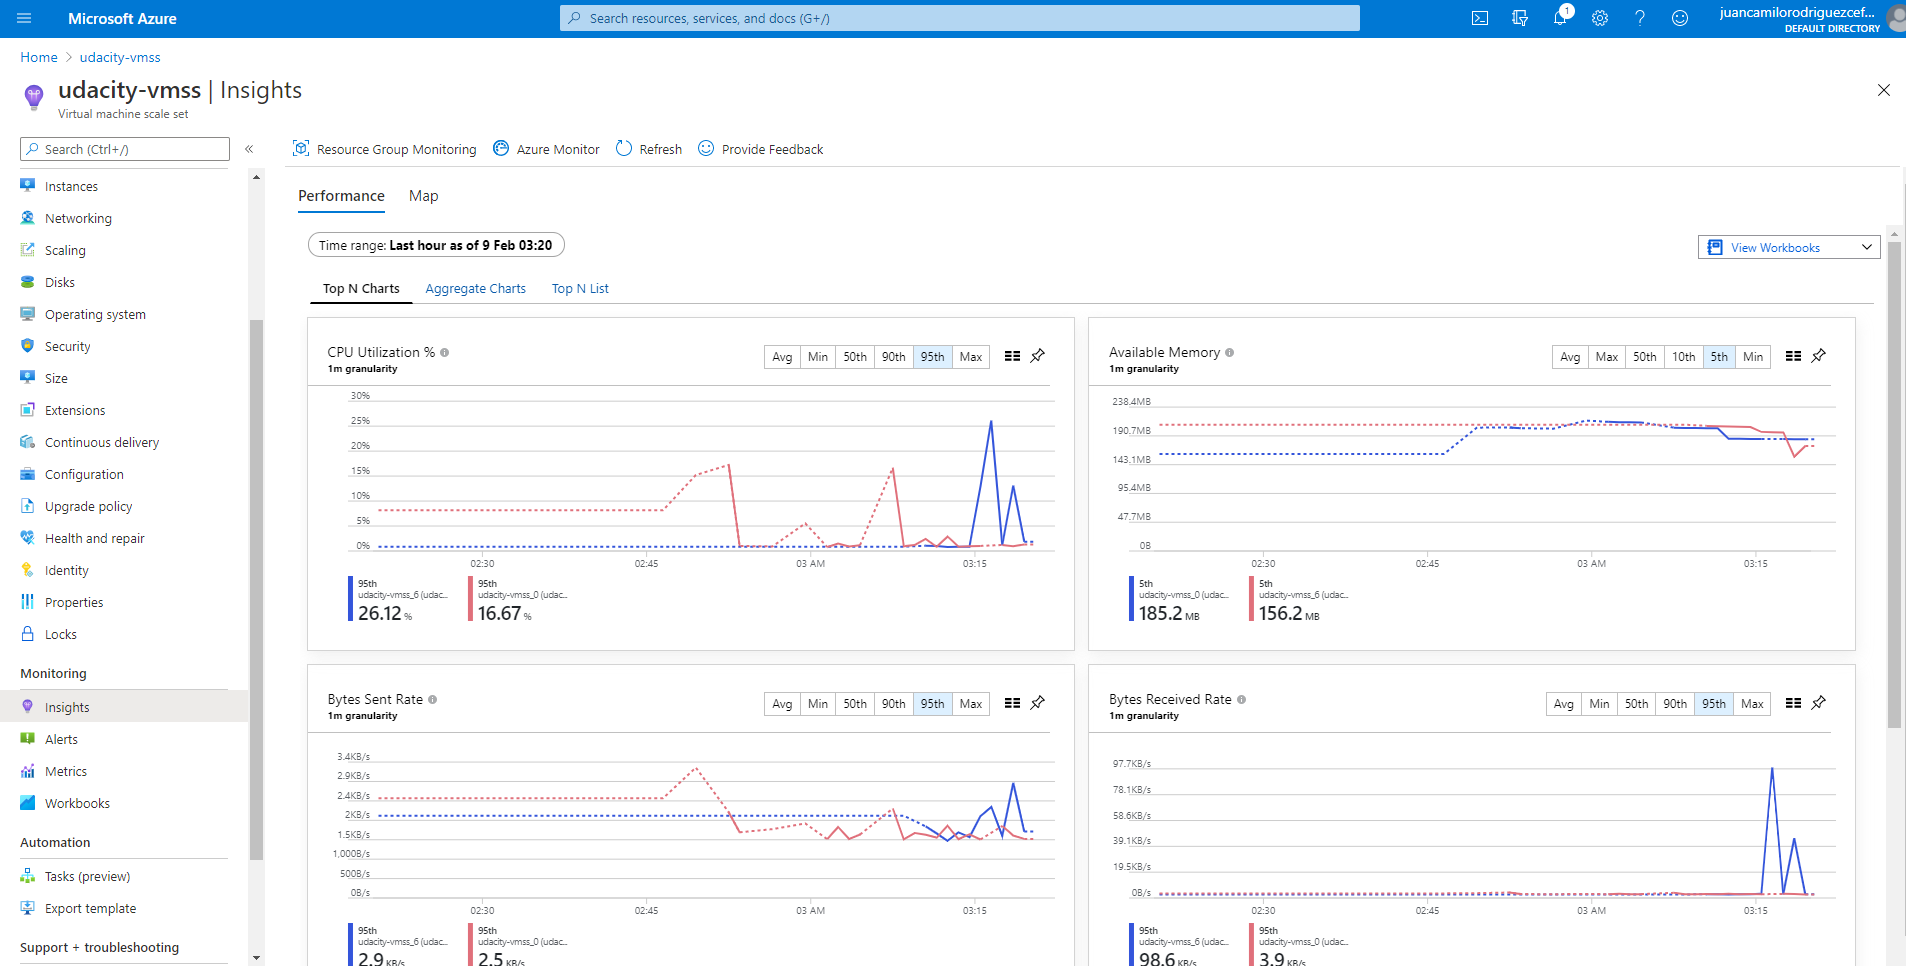 Microsoft Azure
Search resources, services, and docs (G+/)
1
juancamilorodriguezcef...
DEFAULT DIRECTORY
Home > udacity-vmss
udacity-vmss | Insights
Virtual machine scale set
Search (Ctrl+/)
«
Instances
Networking
Scaling
Disks
Operating system
Security
Size
Extensions
Continuous delivery
Configuration
Upgrade policy
Health and repair
Identity
Properties
Locks
Monitoring
Insights
Alerts
Metrics
Workbooks
Automation
Tasks (preview)
Export template
Support + troubleshooting
Resource Group Monitoring Azure Monitor Refresh Provide Feedback
Performance Map
Time range: Last hour as of 9 Feb 03:20
View Workbooks
Top N Charts Aggregate Charts Top N List
CPU Utilization %
1m granularity
Avg Min 50th 90th 95th Max
30%
25%
20%
15%
10%
5%
0%
02:30 02:45 03 AM 03:15
95th
udacity-vmss_6 (udac...
26.12 %
95th
udacity-vmss_0 (udac...
16.67 %
Available Memory
1m granularity
Avg Max 50th 10th 5th Min
238.4MB
190.7MB
143.1MB
95.4MB
47.7MB
0B
02:30 02:45 03 AM 03:15
5th
udacity-vmss_0 (udac...
185.2 MB
5th
udacity-vmss_6 (udac...
156.2 MB
Bytes Sent Rate
1m granularity
Avg Min 50th 90th 95th Max
3.4KB/s
2.9KB/s
2.4KB/s
2KB/s
1.5KB/s
1,000B/s
500B/s
0B/s
02:30 02:45 03 AM 03:15
95th
udacity-vmss_6 (udac...
2.9 KB/s
95th
udacity-vmss_0 (udac...
2.5 KB/s
Bytes Received Rate
1m granularity
Avg Min 50th 90th 95th Max
97.7KB/s
78.1KB/s
58.6KB/s
39.1KB/s
19.5KB/s
0B/s
02:30 02:45 03 AM 03:15
95th
udacity-vmss_6 (udac...
98.6 KB/s
95th
udacity-vmss_0 (udac...
3.9 KB/s